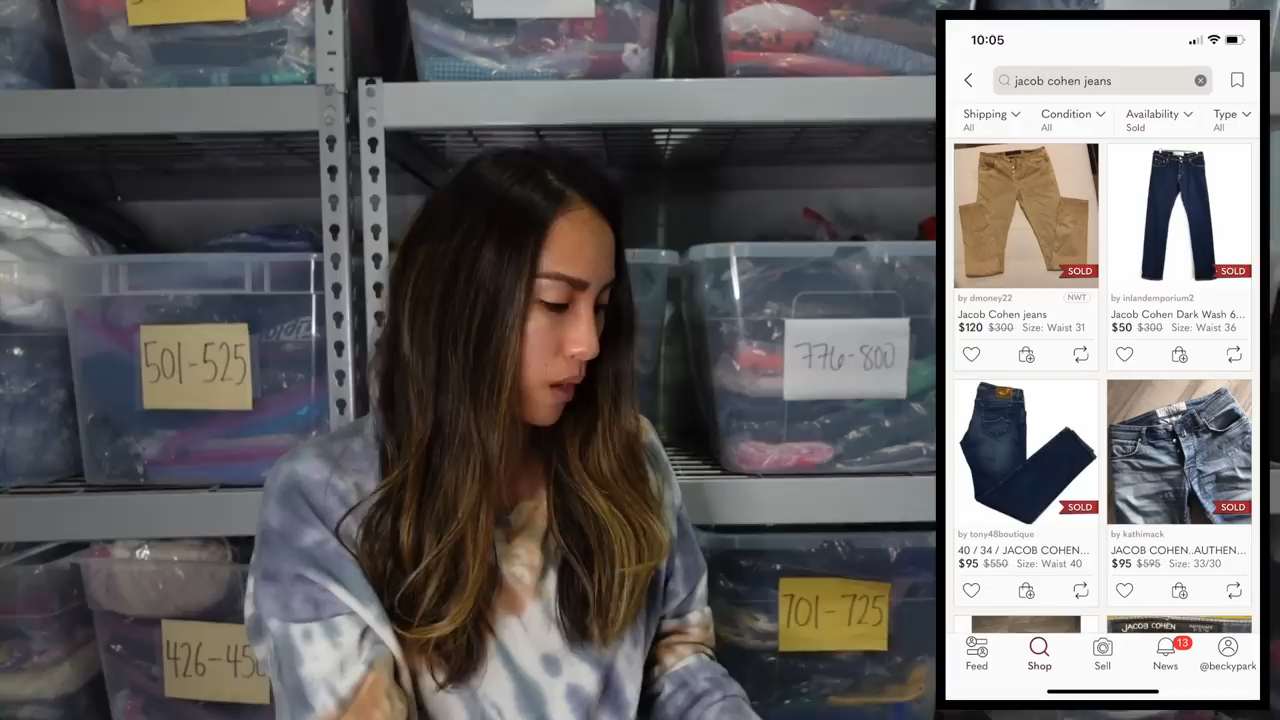 501-525
776-800
701-725
10:05
jacob cohen jeans
Shipping
Condition
Availability
Type
All
All
Sold
All
SOLD
SOLD
by dmoney22
NWT
by inlandemporium2
Jacob Cohen jeans
Jacob Cohen Dark Wash 6...
$120 $300 Size: Waist 31
$50 $300 Size: Waist 36
SOLD
SOLD
by tony48boutique
by kathimack
40 / 34 / JACOB COHEN...
JACOB COHEN..AUTHEN...
$95 $550 Size: Waist 40
$95 $595 Size: 33/30
JACOB COHEN
Feed
Shop
Sell
13
News
@beckypark